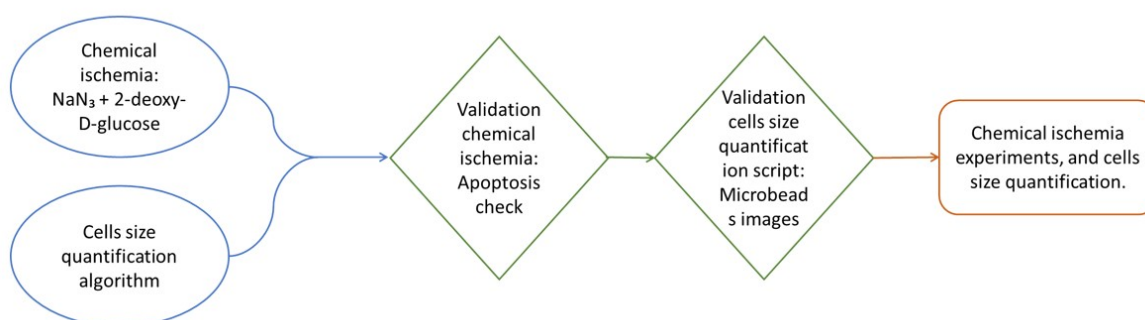 Chemical
ischemia:
NaN₃ + 2-deoxy-
D-glucose
Cells size
quantification
algorithm
Validation
chemical
ischemia:
Apoptosis
check
Validation
cells size
quantificat
ion script:
Microbead
s images
Chemical ischemia
experiments, and cells
size quantification.